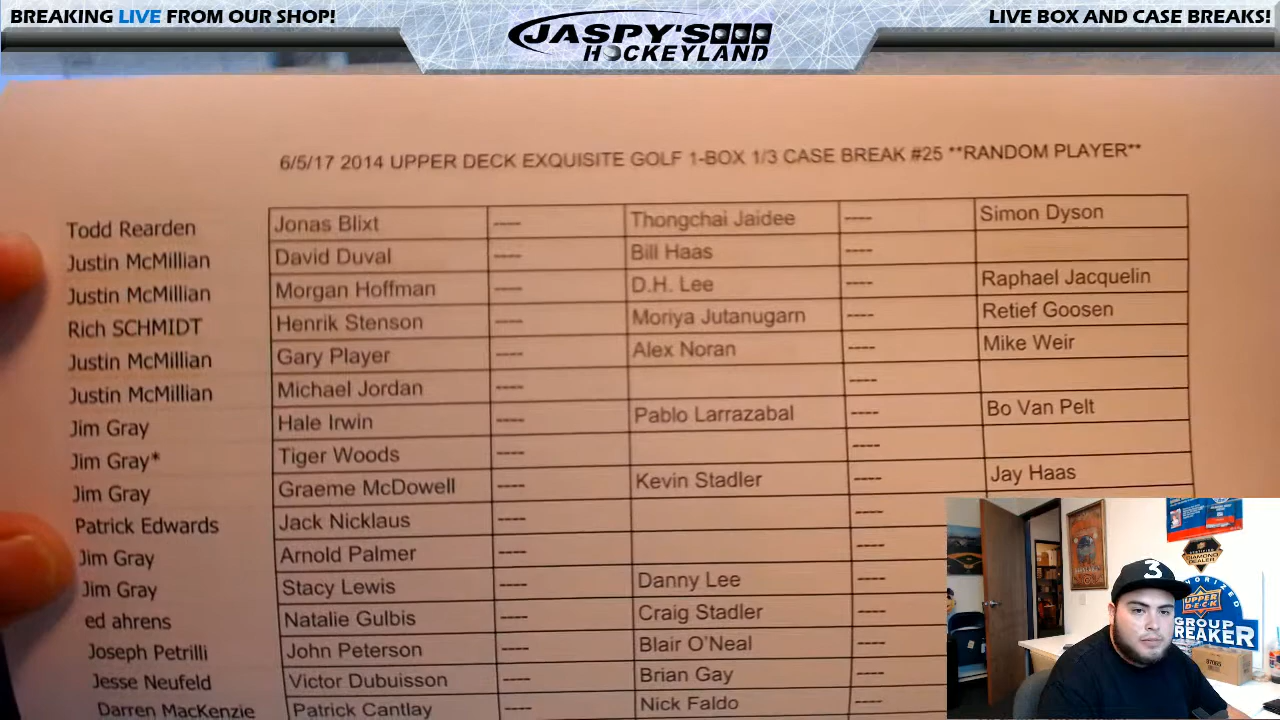 BREAKING LIVE FROM OUR SHOP!
JASPY'S
HOCKEYLAND
LIVE BOX AND CASE BREAKS!
6/5/17 2014 UPPER DECK EXQUISITE GOLF 1-BOX 1/3 CASE BREAK #25 **RANDOM PLAYER**
Todd Rearden Jonas Blixt ---- Thongchai Jaidee ---- Simon Dyson
Justin McMillian David Duval ---- Bill Haas ----
Justin McMillian Morgan Hoffman ---- D.H. Lee ---- Raphael Jacquelin
Rich SCHMIDT Henrik Stenson ---- Moriya Jutanugarn ---- Retief Goosen
Justin McMillian Gary Player ---- Alex Noran ---- Mike Weir
Justin McMillian Michael Jordan ---- ----
Jim Gray Hale Irwin ---- Pablo Larrazabal ---- Bo Van Pelt
Jim Gray* Tiger Woods ---- ----
Jim Gray Graeme McDowell ---- Kevin Stadler ---- Jay Haas
Patrick Edwards Jack Nicklaus ---- ----
Jim Gray Arnold Palmer ---- ----
Jim Gray Stacy Lewis ---- Danny Lee ----
ed ahrens Natalie Gulbis ---- Craig Stadler ----
Joseph Petrilli John Peterson ---- Blair O'Neal ----
Jesse Neufeld Victor Dubuisson ---- Brian Gay ----
Darren MacKenzie Patrick Cantlay ---- Nick Faldo ----
3
DIAMOND
DEALER
UPPER
DECK
GROUP
BREAKER